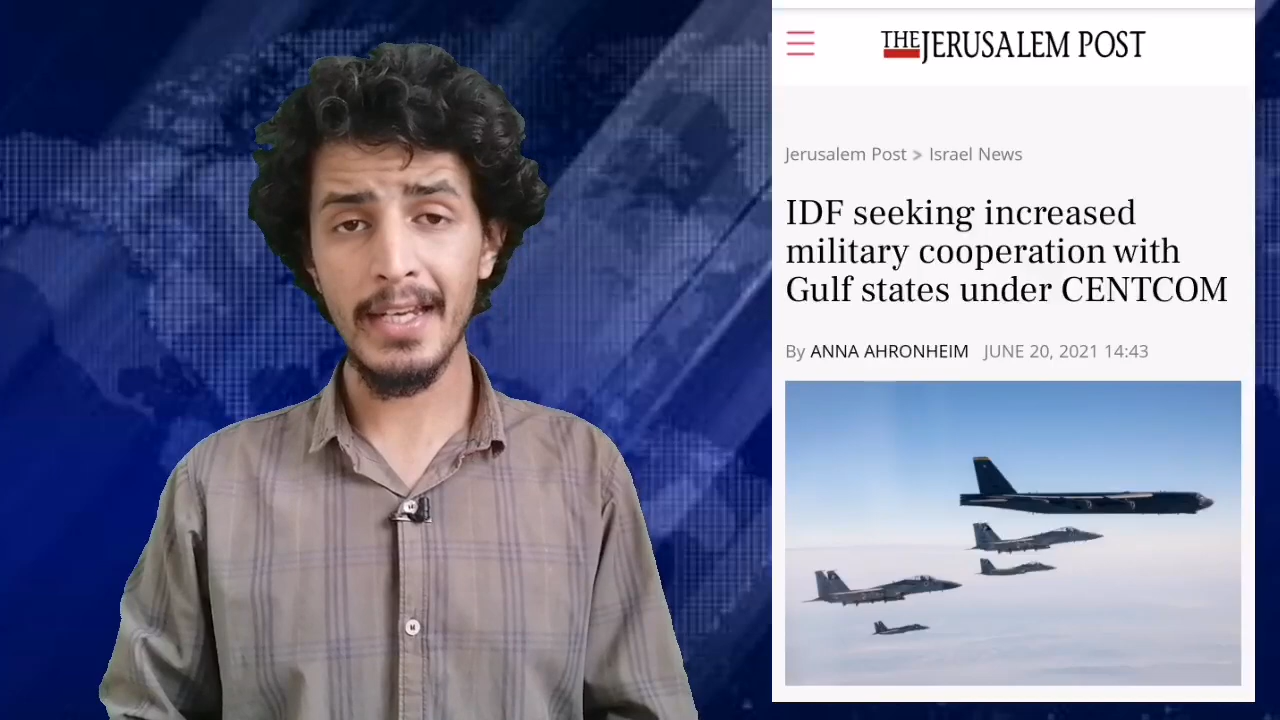 THE JERUSALEM POST
Jerusalem Post > Israel News
IDF seeking increased
military cooperation with
Gulf states under CENTCOM
By ANNA AHRONHEIM JUNE 20, 2021 14:43